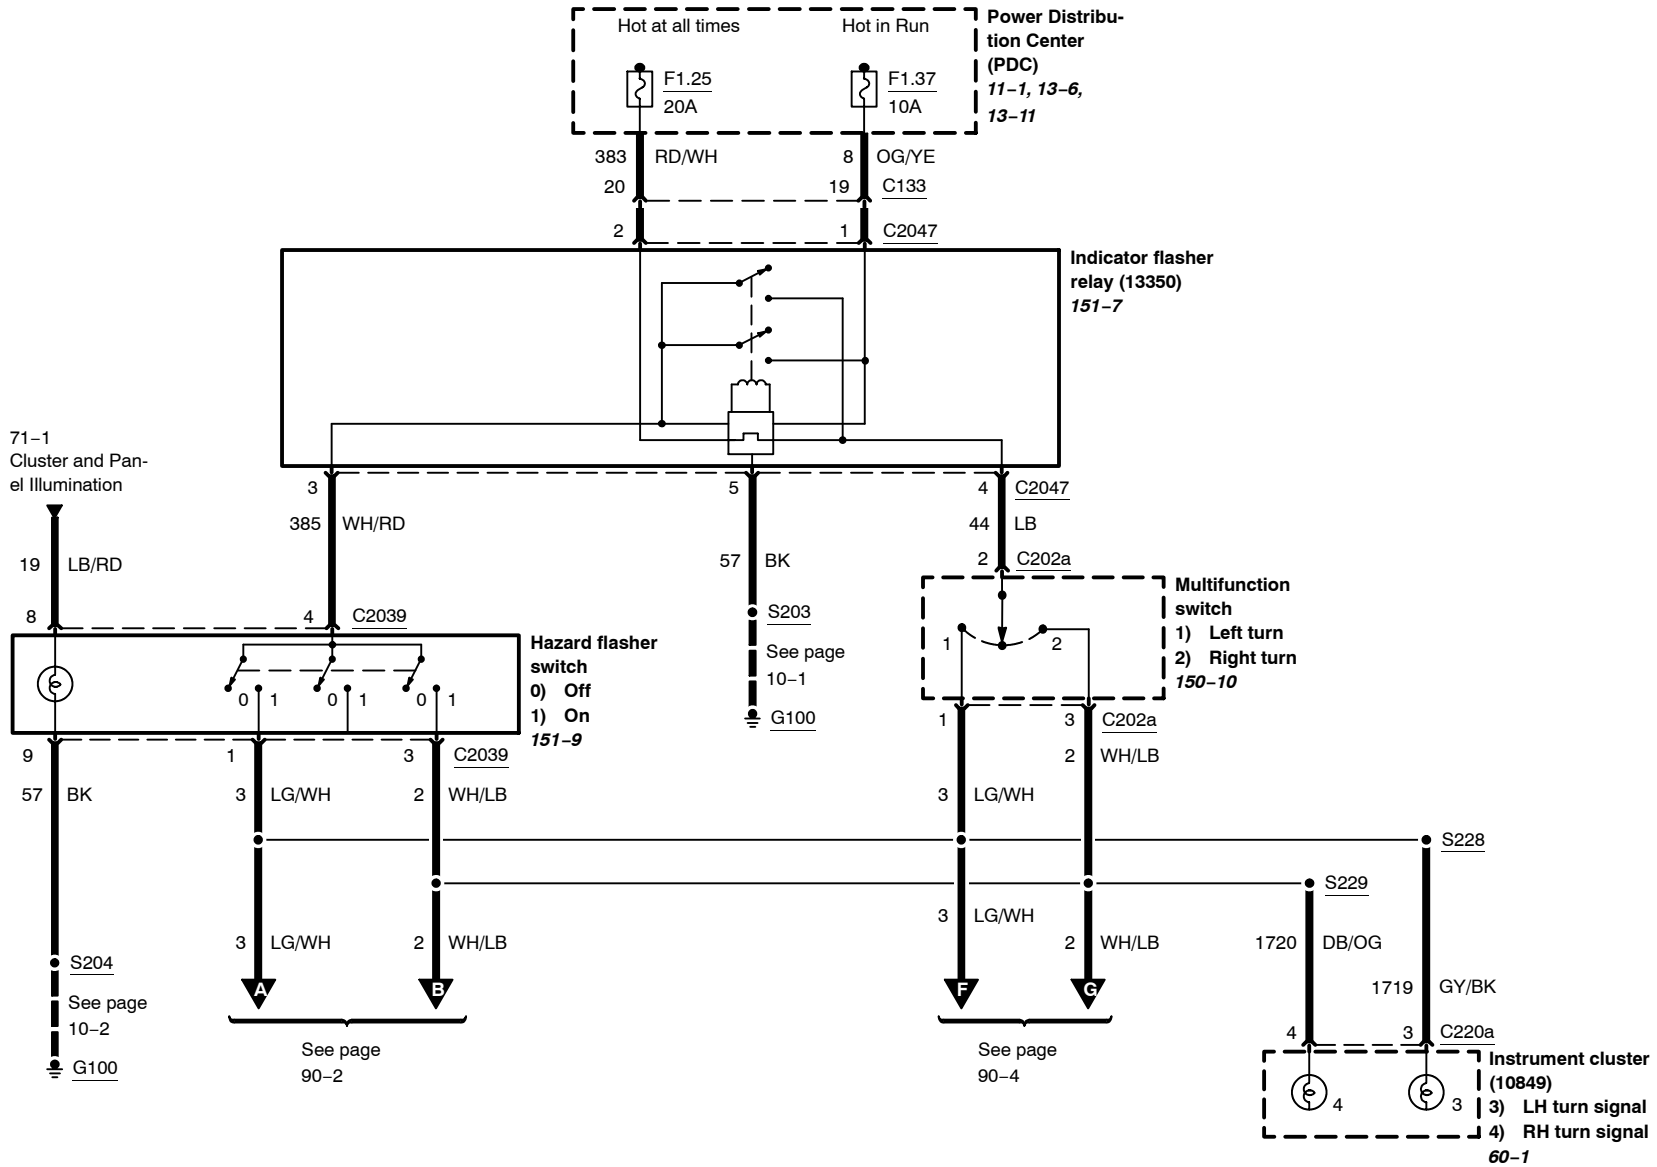 Hot at all times
Hot in Run
Power Distribu-
tion Center
(PDC)
11–1, 13–6,
13–11
F1.25
20A
F1.37
10A
383 RD/WH
8 OG/YE
20
19 C133
2
1 C2047
Indicator flasher
relay (13350)
151–7
71–1
Cluster and Pan-
el Illumination
3
5
4 C2047
385 WH/RD
44 LB
19 LB/RD
57 BK
2 C202a
8
4 C2039
S203
See page
10–1
G100
Multifunction
switch
1) Left turn
2) Right turn
150–10
1
2
Hazard flasher
switch
0) Off
1) On
151–9
0 1
0 1
0 1
9
1
3 C2039
1
3 C202a
2 WH/LB
57 BK
3 LG/WH
2 WH/LB
3 LG/WH
S228
S229
3 LG/WH
3 LG/WH
2 WH/LB
2 WH/LB
1720 DB/OG
S204
See page
10–2
G100
A
B
F
G
1719 GY/BK
See page
90–2
See page
90–4
4
3 C220a
Instrument cluster
(10849)
3) LH turn signal
4) RH turn signal
60–1
4
3